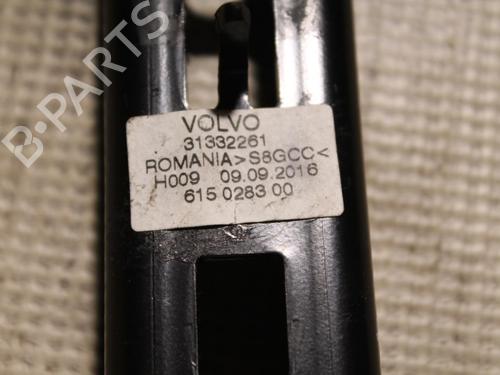 B-PARTS
VOLVO
31332261
ROMANIA>S8GCC<
H009 09.09.2016
615 0283 00